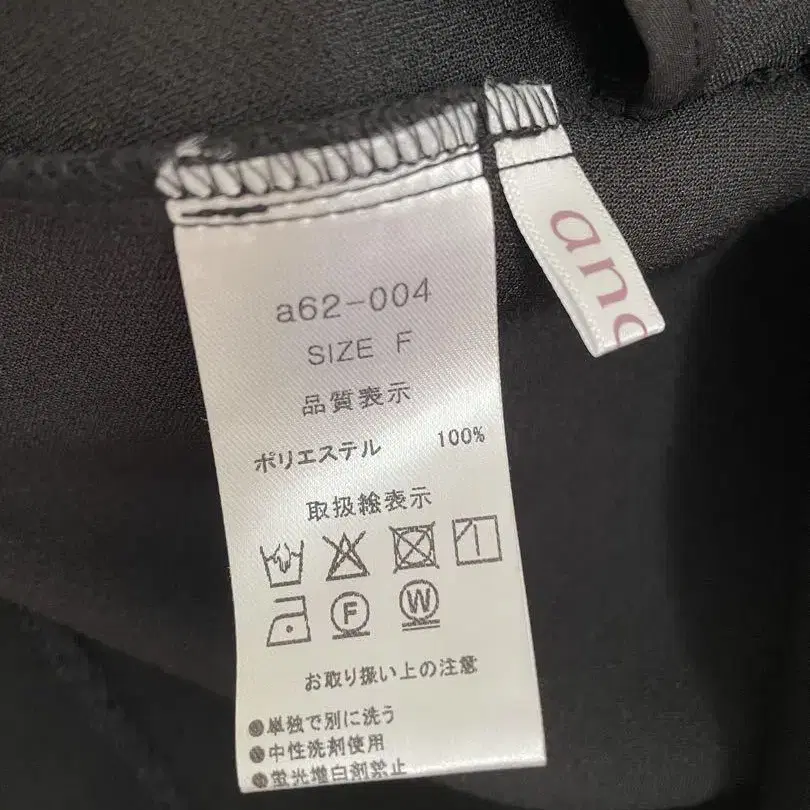 a62-004
SIZE F
品質表示
ポリエステル 100%
取扱絵表示
F W
お取り扱い上の注意
●単独で別に洗う
●中性洗剤使用
●蛍光増白剤禁止